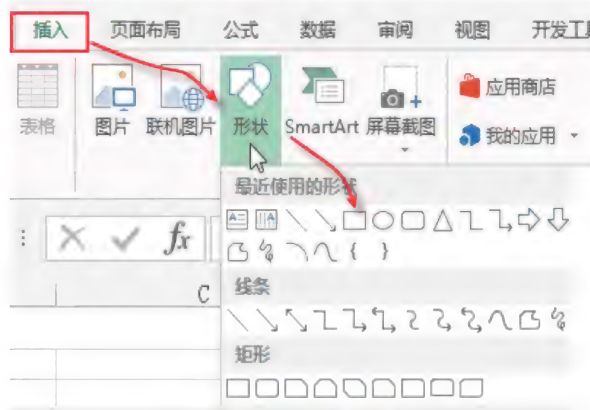 插入 页面布局 公式 数据 审阅 视图 开发工具
表格 图片 联机图片 形状 SmartArt 屏幕截图
应用商店
我的应用
最近使用的形状
fx
C
线条
矩形